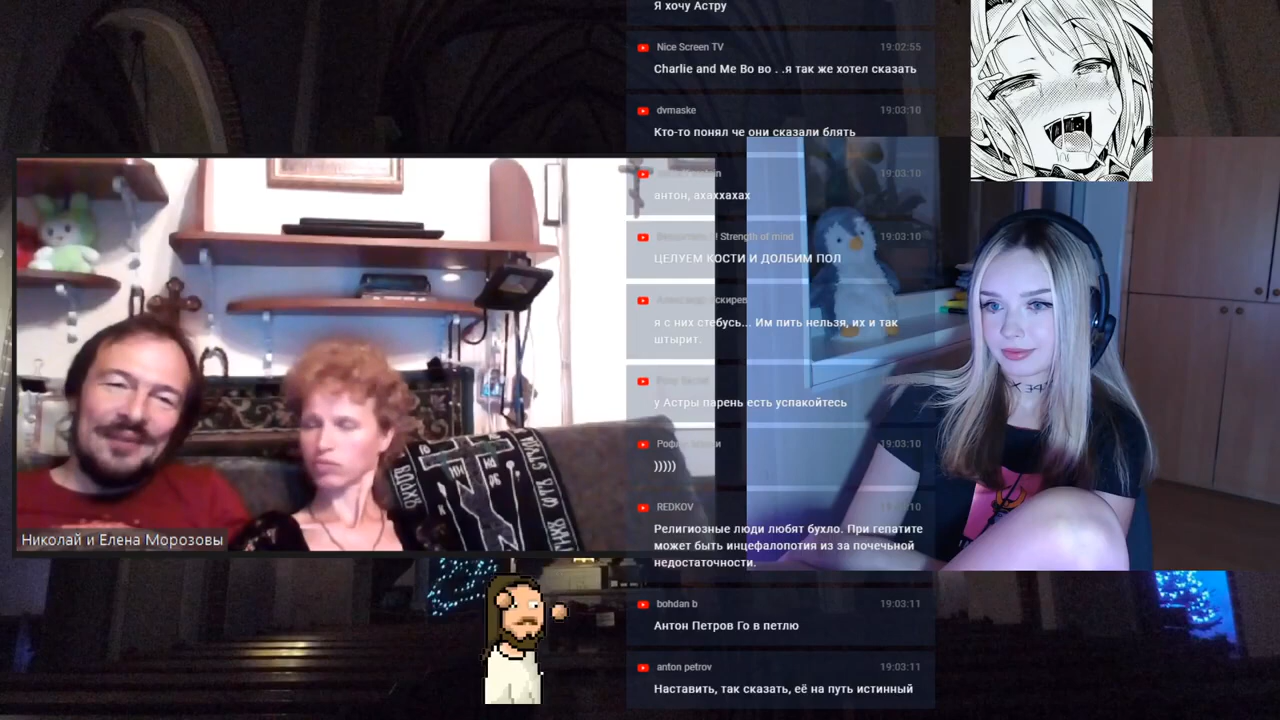 Я хочу Астру
Nice Screen TV 19:02:55
Charlie and Me Во во . .я так же хотел сказать
dvmaske 19:03:10
Кто-то понял че они сказали блять
19:03:10
антон, ахаххахах
! Strength of mind 19:03:10
ЦЕЛУЕМ КОСТИ И ДОЛБИМ ПОЛ
я с них стебусь... Им пить нельзя, их и так
штырит.
у Астры парень есть успакойтесь
19:03:10
)))))
REDKOV
Религиозные люди любят бухло. При гепатите
может быть инцефалопотия из за почечьной
недостаточности.
bohdan b 19:03:11
Антон Петров Го в петлю
anton petrov 19:03:11
Наставить, так сказать, её на путь истинный
Николай и Елена Морозовы